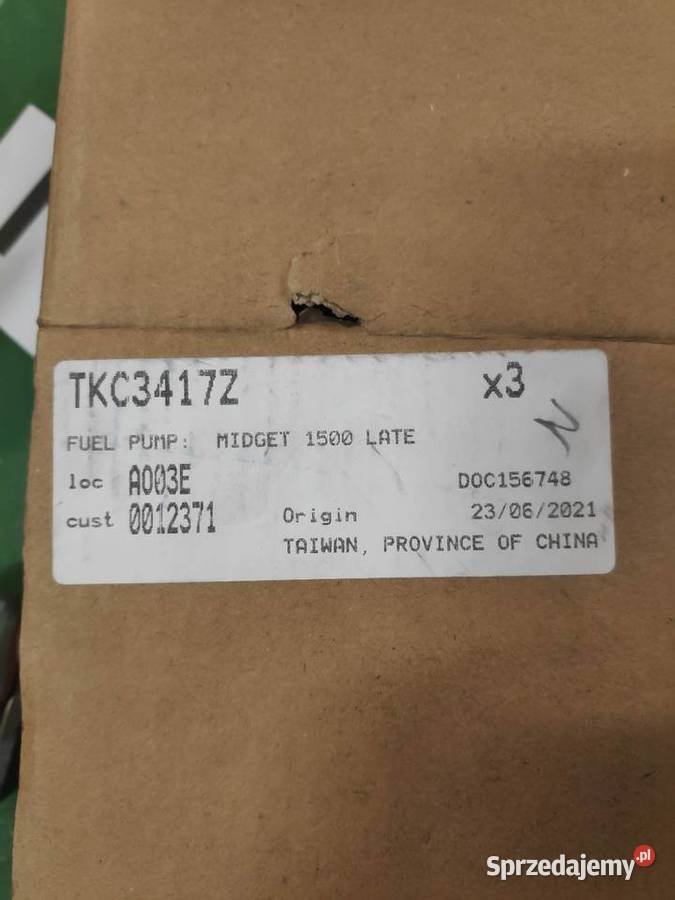 TKC3417Z x3
FUEL PUMP: MIDGET 1500 LATE
loc A003E DOC156748
cust 0012371 Origin 23/06/2021
TAIWAN, PROVINCE OF CHINA
Sprzedajemy.pl